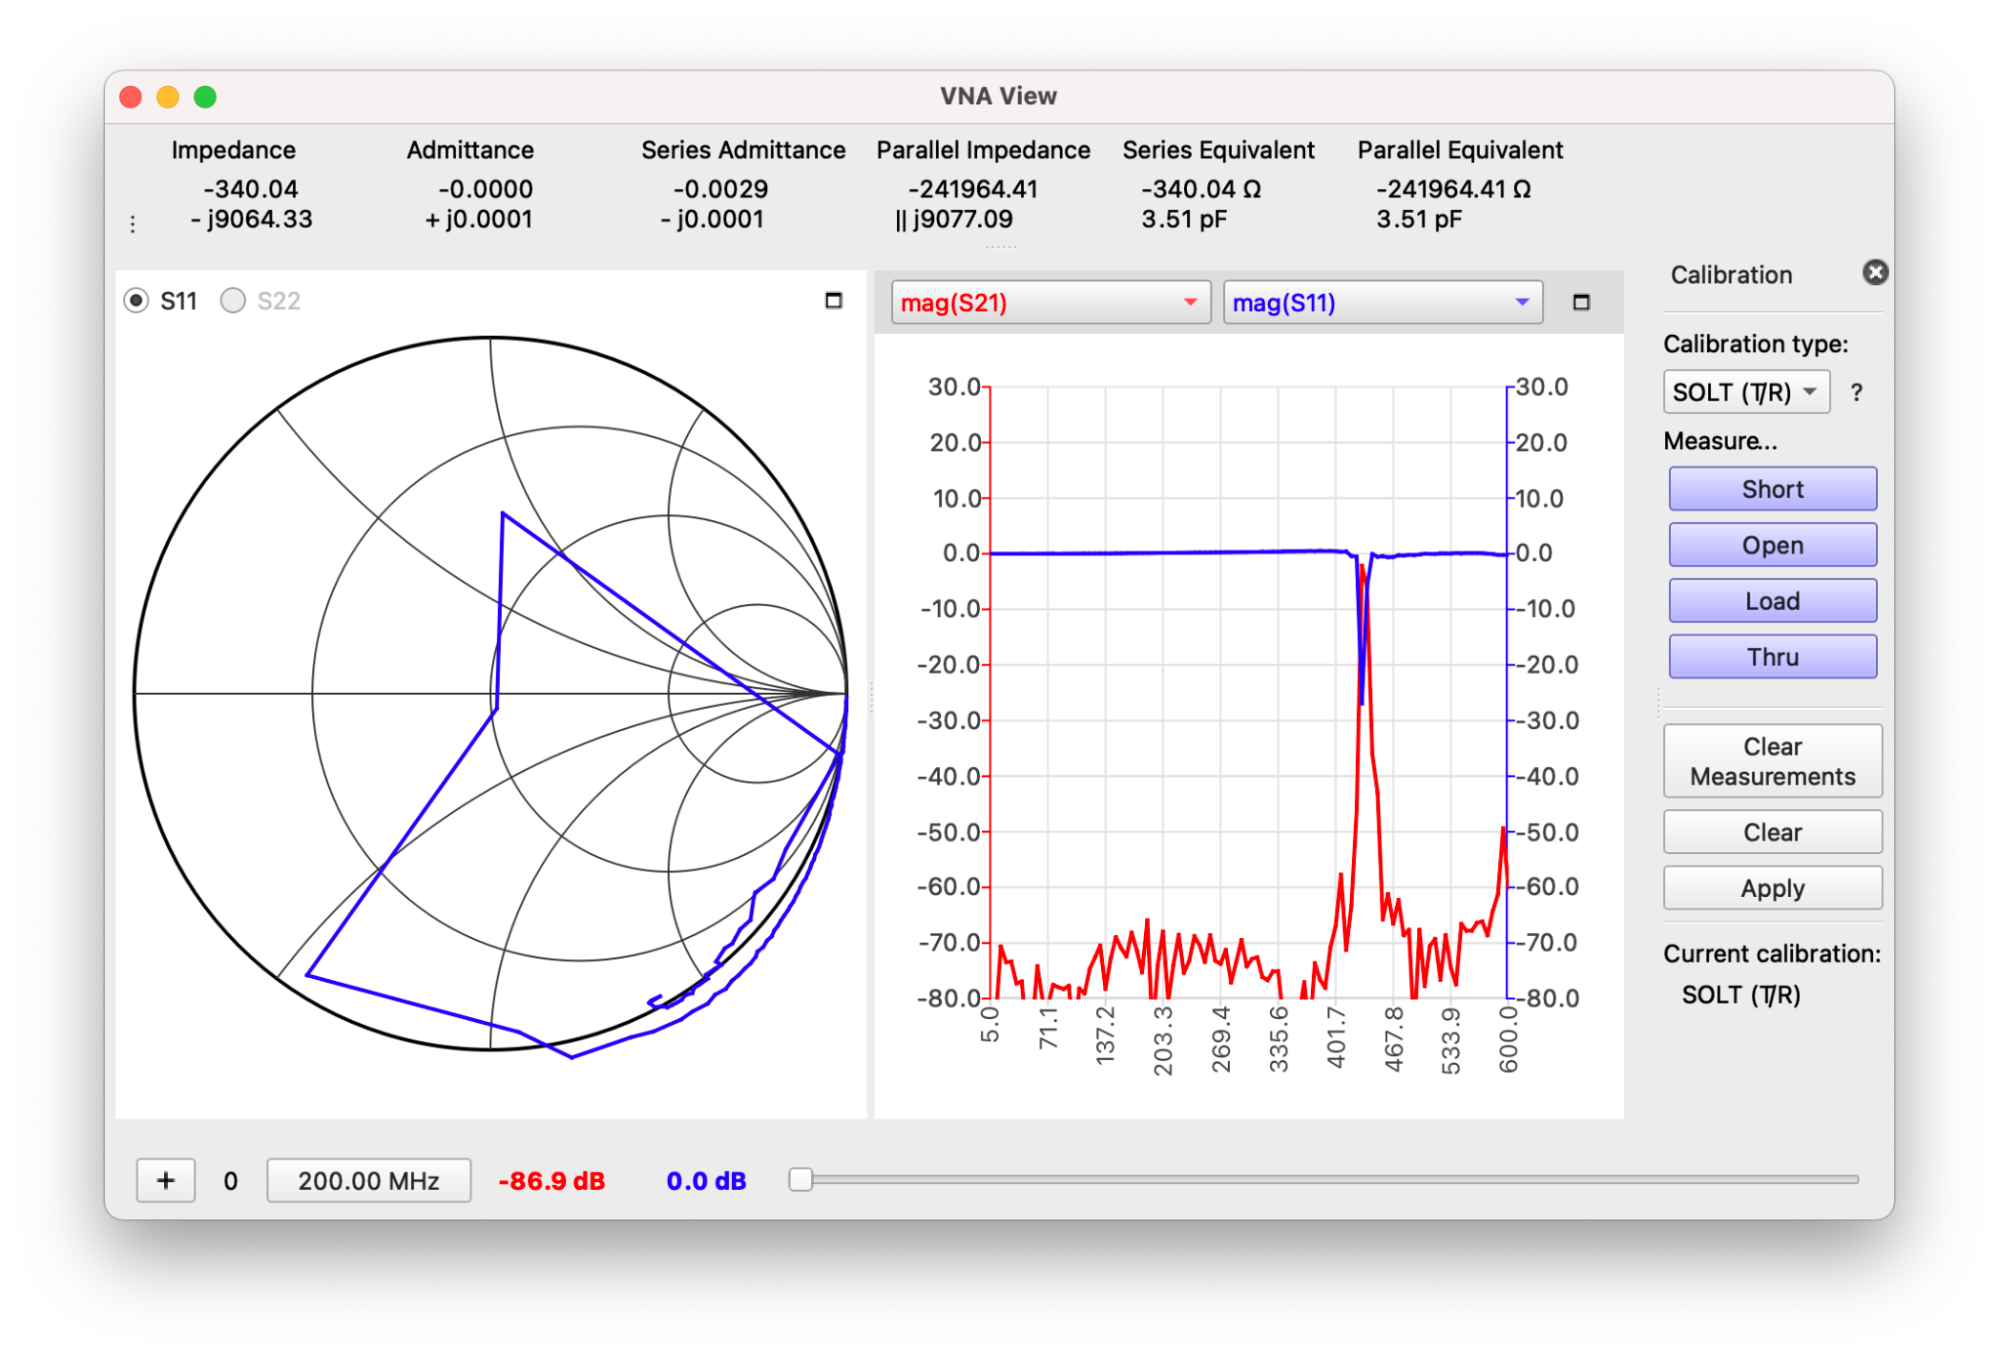 VNA View
Impedance Admittance Series Admittance Parallel Impedance Series Equivalent Parallel Equivalent
-340.04 -0.0000 -0.0029 -241964.41 -340.04 Ω -241964.41 Ω
- j9064.33 + j0.0001 - j0.0001 || j9077.09 3.51 pF 3.51 pF
S11 S22
mag(S21) mag(S11)
30.0 30.0
20.0 20.0
10.0 10.0
0.0 0.0
-10.0 -10.0
-20.0 -20.0
-30.0 -30.0
-40.0 -40.0
-50.0 -50.0
-60.0 -60.0
-70.0 -70.0
-80.0 -80.0
5.0 71.1 137.2 203.3 269.4 335.6 401.7 467.8 533.9 600.0
Calibration
Calibration type:
SOLT (T/R) ?
Measure...
Short
Open
Load
Thru
Clear
Measurements
Clear
Apply
Current calibration:
SOLT (T/R)
+ 0 200.00 MHz -86.9 dB 0.0 dB